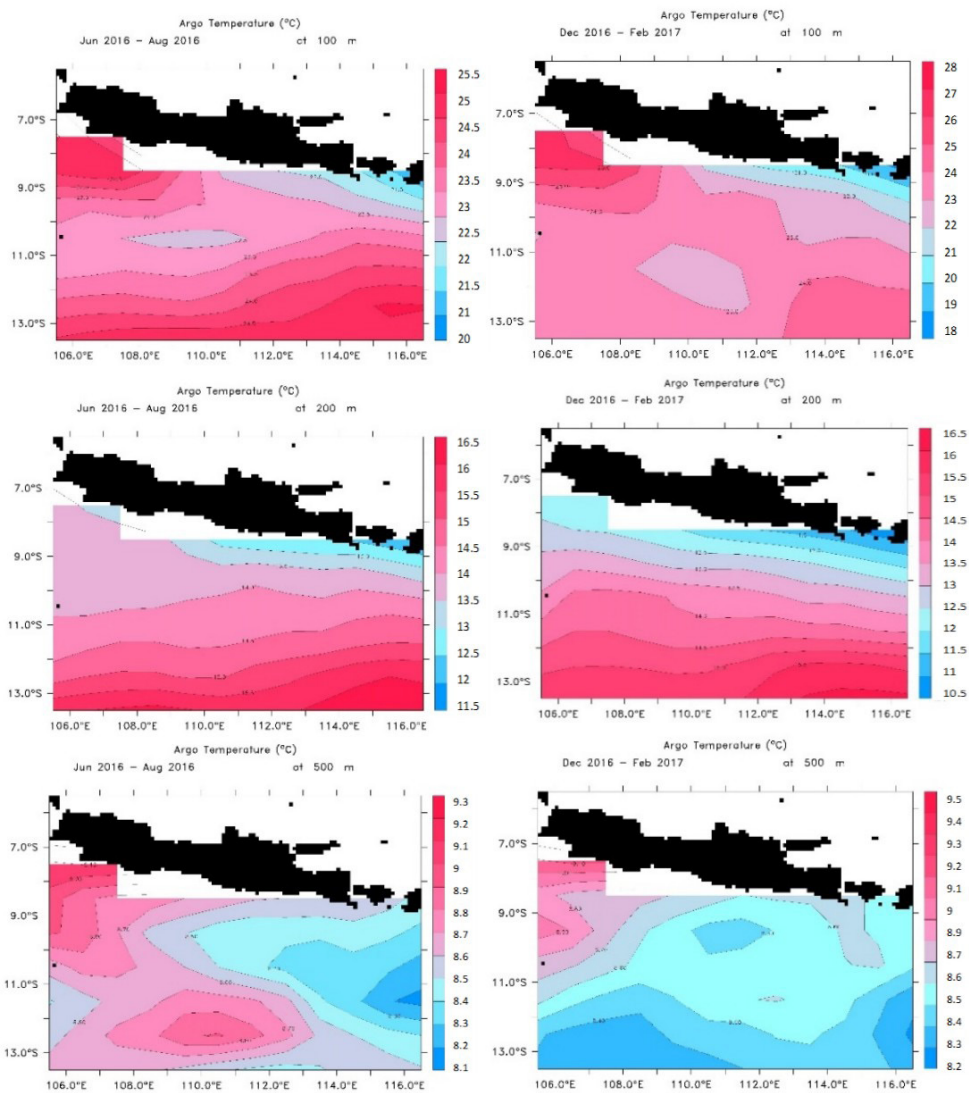 Argo Temperature (°C)
Jun 2016 – Aug 2016 at 100 m
7.0°S
9.0°S
11.0°S
13.0°S
106.0°E 108.0°E 110.0°E 112.0°E 114.0°E 116.0°E
25.5
25
24.5
24
23.5
23
22.5
22
21.5
21
20
Argo Temperature (°C)
Dec 2016 – Feb 2017 at 100 m
7.0°S
9.0°S
11.0°S
13.0°S
106.0°E 108.0°E 110.0°E 112.0°E 114.0°E 116.0°E
28
27
26
25
24
23
22
21
20
19
18
Argo Temperature (°C)
Jun 2016 – Aug 2016 at 200 m
7.0°S
9.0°S
11.0°S
13.0°S
106.0°E 108.0°E 110.0°E 112.0°E 114.0°E 116.0°E
16.5
16
15.5
15
14.5
14
13.5
13
12.5
12
11.5
Argo Temperature (°C)
Dec 2016 – Feb 2017 at 200 m
7.0°S
9.0°S
11.0°S
13.0°S
106.0°E 108.0°E 110.0°E 112.0°E 114.0°E 116.0°E
16.5
16
15.5
15
14.5
14
13.5
13
12.5
12
11.5
11
10.5
Argo Temperature (°C)
Jun 2016 – Aug 2016 at 500 m
7.0°S
9.0°S
11.0°S
13.0°S
106.0°E 108.0°E 110.0°E 112.0°E 114.0°E 116.0°E
9.3
9.2
9.1
9
8.9
8.8
8.7
8.6
8.5
8.4
8.3
8.2
8.1
Argo Temperature (°C)
Dec 2016 – Feb 2017 at 500 m
7.0°S
9.0°S
11.0°S
13.0°S
106.0°E 108.0°E 110.0°E 112.0°E 114.0°E 116.0°E
9.5
9.4
9.3
9.2
9.1
9
8.9
8.8
8.7
8.6
8.5
8.4
8.3
8.2